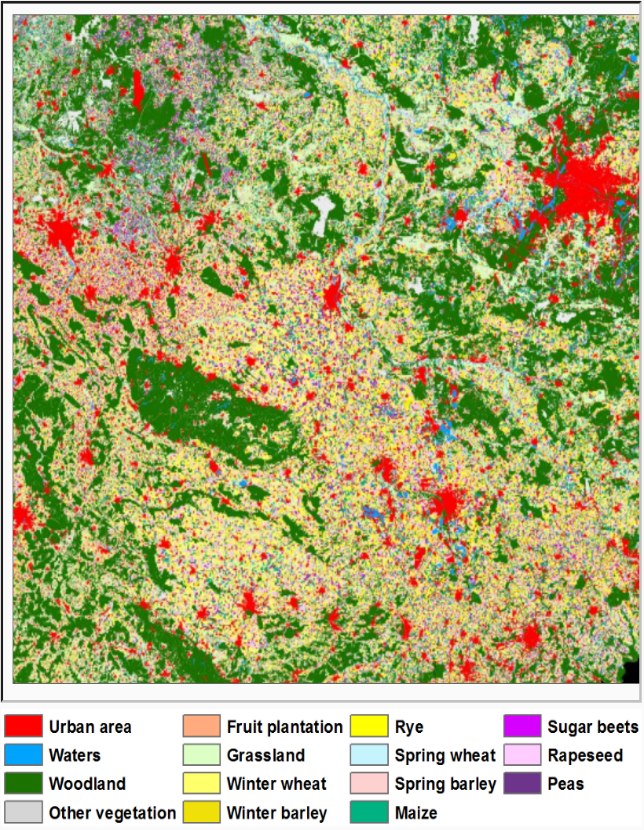 Urban area Fruit plantation Rye Sugar beets
Waters Grassland Spring wheat Rapeseed
Woodland Winter wheat Spring barley Peas
Other vegetation Winter barley Maize